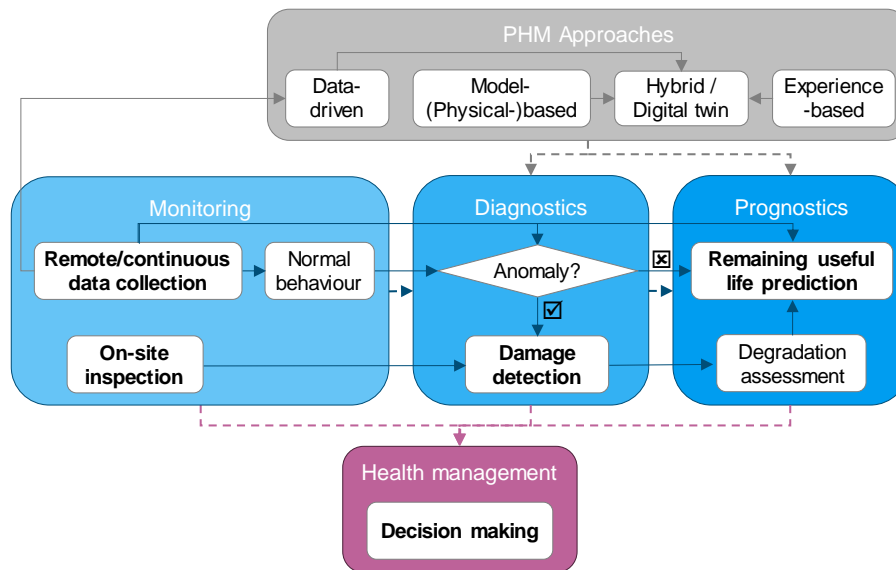 PHM Approaches
Data-
driven
Model-
(Physical-)based
Hybrid /
Digital twin
Experience
-based
Monitoring
Diagnostics
Prognostics
Remote/continuous
data collection
Normal
behaviour
Anomaly?
Remaining useful
life prediction
On-site
inspection
Damage
detection
Degradation
assessment
Health management
Decision making